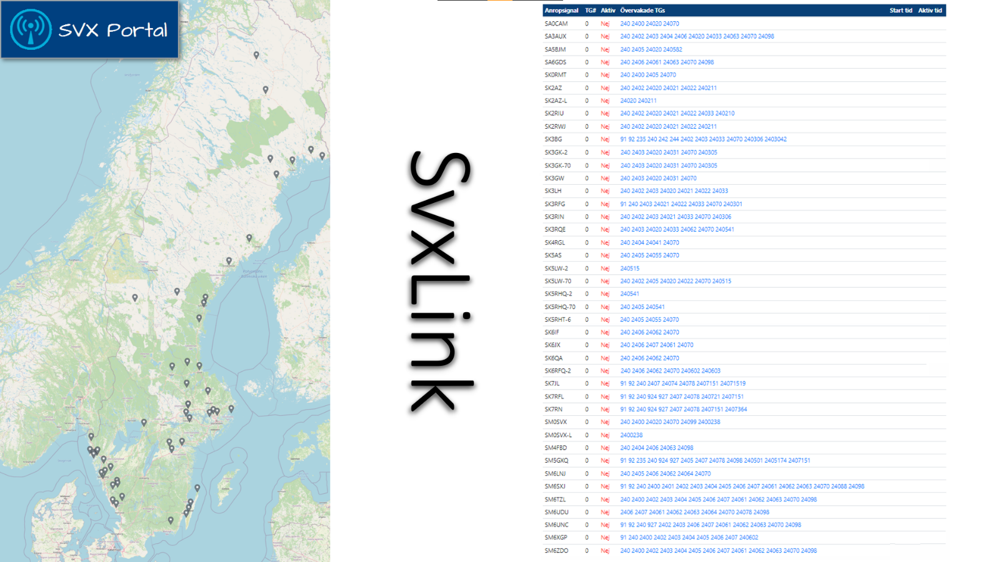 SVX Portal
SvxLink
Anropsignal TG# Aktiv Övervakade TGs Start tid Aktiv tid
SA0CAM 0 Nej 240 2400 24020 24070
SA3AUX 0 Nej 240 2402 2403 2404 2406 24020 24033 24063 24070 24098
SA5BJM 0 Nej 240 2405 24020 240582
SA6GDS 0 Nej 240 2406 24061 24063 24070 24098
SK0RMT 0 Nej 240 2400 2405 24070
SK2AZ 0 Nej 240 2402 24020 24021 24022 240211
SK2AZ-L 0 Nej 24020 240211
SK2RIU 0 Nej 240 2402 24020 24021 24022 24033 240210
SK2RWJ 0 Nej 240 2402 24020 24021 24022 240211
SK3BG 0 Nej 91 92 235 240 242 244 2402 2403 24033 24070 240306 2403042
SK3GK-2 0 Nej 240 2403 24020 24031 24070 240305
SK3GK-70 0 Nej 240 2403 24020 24031 24070 240305
SK3GW 0 Nej 240 2403 24020 24031 24070
SK3LH 0 Nej 240 2402 2403 24020 24021 24022 24033
SK3RFG 0 Nej 91 240 2403 24021 24022 24033 24070 240301
SK3RIN 0 Nej 240 2402 2403 24021 24033 24070 240306
SK3RQE 0 Nej 240 2403 24020 24033 24062 24070 240541
SK4RGL 0 Nej 240 2404 24041 24070
SK5AS 0 Nej 240 2405 24055 24070
SK5LW-2 0 Nej 240515
SK5LW-70 0 Nej 240 2402 2405 24020 24022 24070 240515
SK5RHQ-2 0 Nej 240541
SK5RHQ-70 0 Nej 240 2405 240541
SK5RHT-6 0 Nej 240 2405 24055 24070
SK6IF 0 Nej 240 2406 24062 24070
SK6JX 0 Nej 240 2406 2407 24061 24070
SK6QA 0 Nej 240 2406 24062 24070
SK6RFQ-2 0 Nej 240 2406 24062 24070 240602 240603
SK7JL 0 Nej 91 92 240 2407 24074 24078 2407151 24071519
SK7RFL 0 Nej 91 92 240 924 927 2407 24078 240721 2407151
SK7RN 0 Nej 91 92 240 924 927 2407 24078 2407151 2407364
SM0SVX 0 Nej 240 2400 24020 24070 24099 2400238
SM0SVX-L 0 Nej 2400238
SM4FBD 0 Nej 240 2404 2406 24063 24098
SM5GXQ 0 Nej 91 92 235 240 924 927 2405 2407 24078 24098 240501 2405174 2407151
SM6LNJ 0 Nej 240 2405 2406 24062 24064 24070
SM6SXJ 0 Nej 91 92 240 2400 2401 2402 2403 2404 2405 2406 2407 24061 24062 24063 24070 24088 24098
SM6TZL 0 Nej 240 2400 2402 2403 2404 2405 2406 2407 24061 24062 24063 24070 24098
SM6UDU 0 Nej 2406 2407 24061 24062 24063 24064 24070 24078 24098
SM6UNC 0 Nej 91 92 240 927 2402 2403 2406 2407 24061 24062 24063 24070 24098
SM6XGP 0 Nej 91 240 2400 2402 2403 2404 2405 2406 2407 240602
SM6ZDO 0 Nej 240 2400 2402 2403 2404 2405 2406 2407 24061 24062 24063 24070 24098